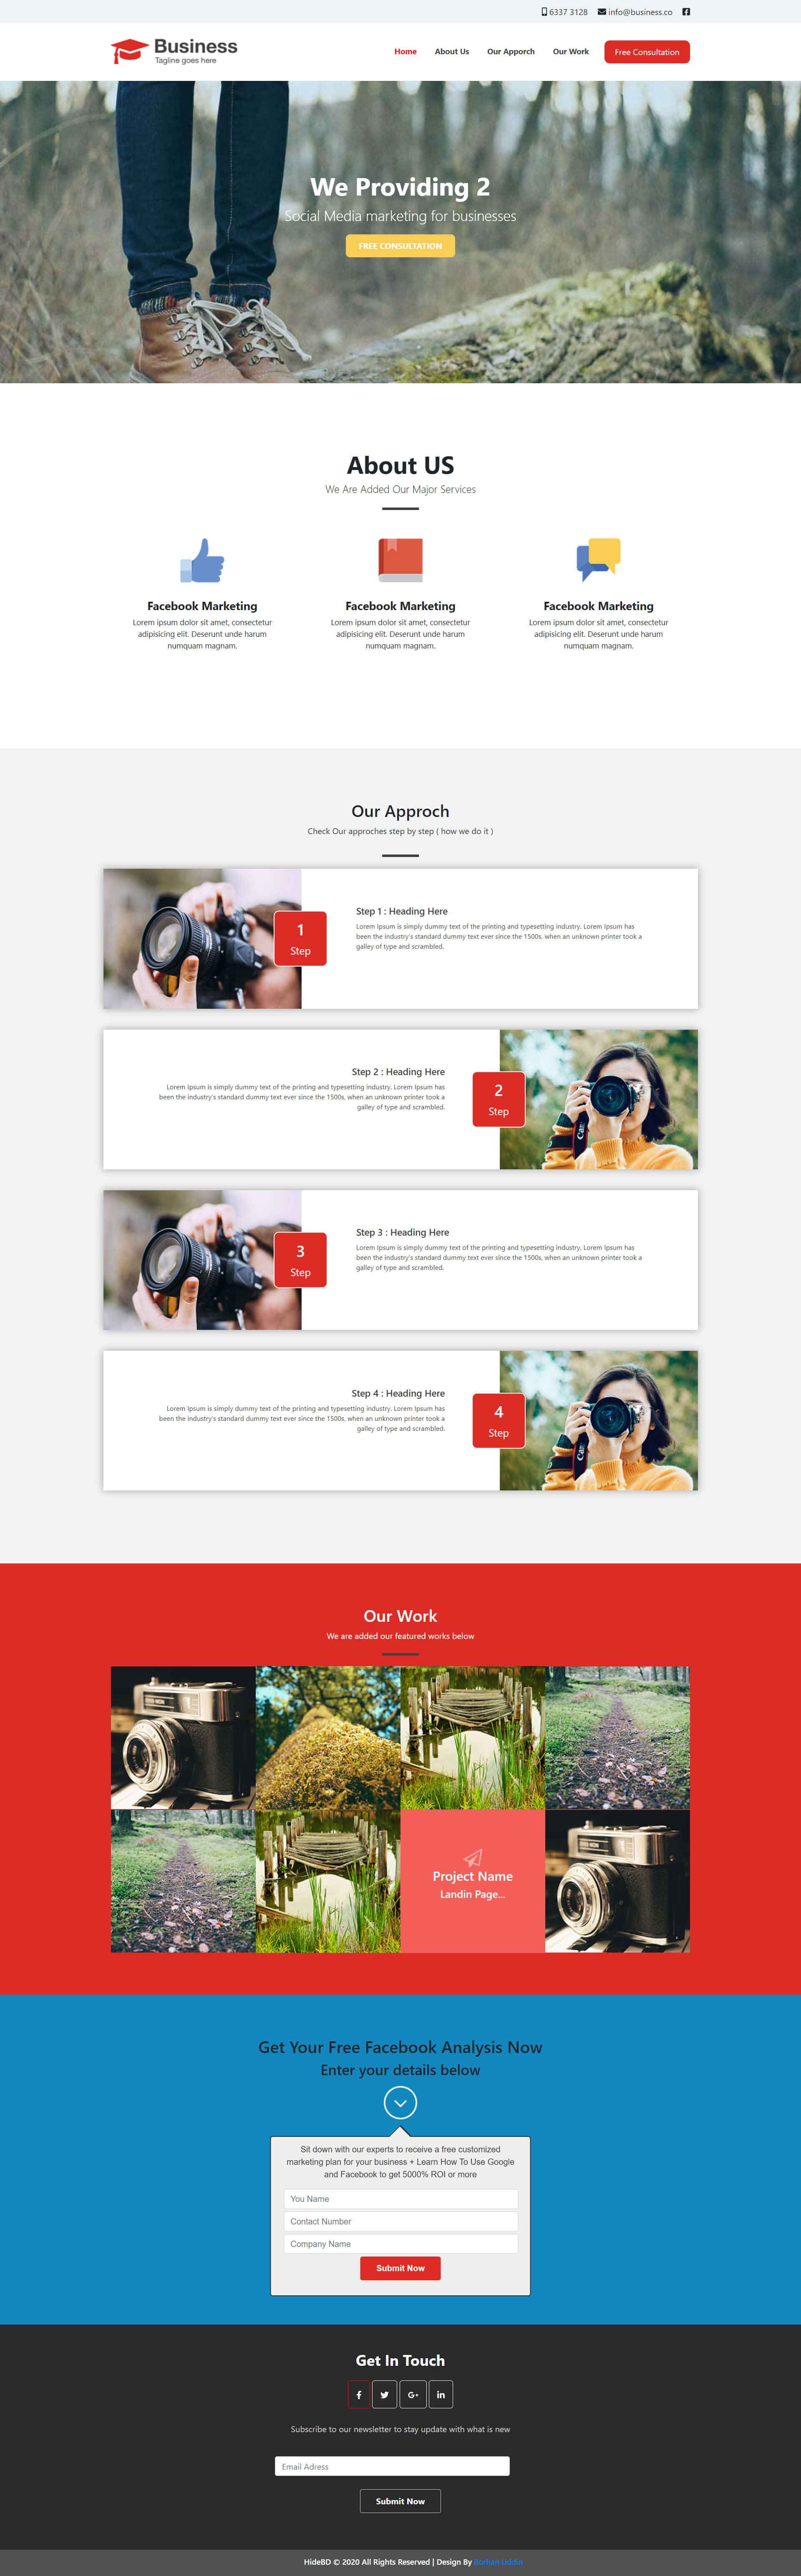 6337 3128 info@business.co
Business
Tagline goes here
Home About Us Our Apporch Our Work Free Consultation
We Providing 2
Social Media marketing for businesses
FREE CONSULTATION
About US
We Are Added Our Major Services
Facebook Marketing
Lorem ipsum dolor sit amet, consectetur
adipisicing elit. Deserunt unde harum
numquam magnam.
Facebook Marketing
Lorem ipsum dolor sit amet, consectetur
adipisicing elit. Deserunt unde harum
numquam magnam.
Facebook Marketing
Lorem ipsum dolor sit amet, consectetur
adipisicing elit. Deserunt unde harum
numquam magnam.
Our Approch
Check Our approches step by step ( how we do it )
1
Step
Step 1 : Heading Here
Lorem Ipsum is simply dummy text of the printing and typesetting industry. Lorem Ipsum has
been the industry's standard dummy text ever since the 1500s, when an unknown printer took a
galley of type and scrambled.
Step 2 : Heading Here
Lorem Ipsum is simply dummy text of the printing and typesetting industry. Lorem Ipsum has
been the industry's standard dummy text ever since the 1500s, when an unknown printer took a
galley of type and scrambled.
2
Step
3
Step
Step 3 : Heading Here
Lorem Ipsum is simply dummy text of the printing and typesetting industry. Lorem Ipsum has
been the industry's standard dummy text ever since the 1500s, when an unknown printer took a
galley of type and scrambled.
Step 4 : Heading Here
Lorem Ipsum is simply dummy text of the printing and typesetting industry. Lorem Ipsum has
been the industry's standard dummy text ever since the 1500s, when an unknown printer took a
galley of type and scrambled.
4
Step
Our Work
We are added our featured works below
Project Name
Landin Page...
Get Your Free Facebook Analysis Now
Enter your details below
Sit down with our experts to receive a free customized
marketing plan for your business + Learn How To Use Google
and Facebook to get 5000% ROI or more
You Name
Contact Number
Company Name
Submit Now
Get In Touch
Subscribe to our newsletter to stay update with what is new
Email Adress
Submit Now
HideBD © 2020 All Rights Reserved | Design By Borhan Uddin